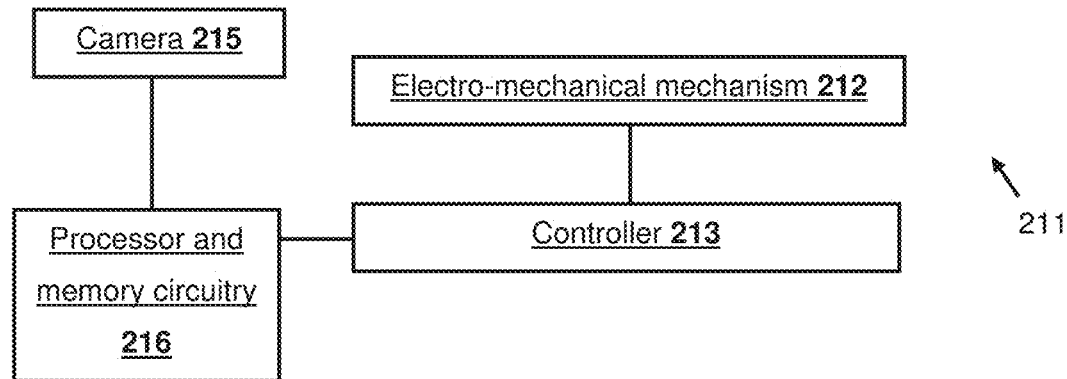 Camera 215
Electro-mechanical mechanism 212
Processor and
memory circuitry
216
Controller 213
211